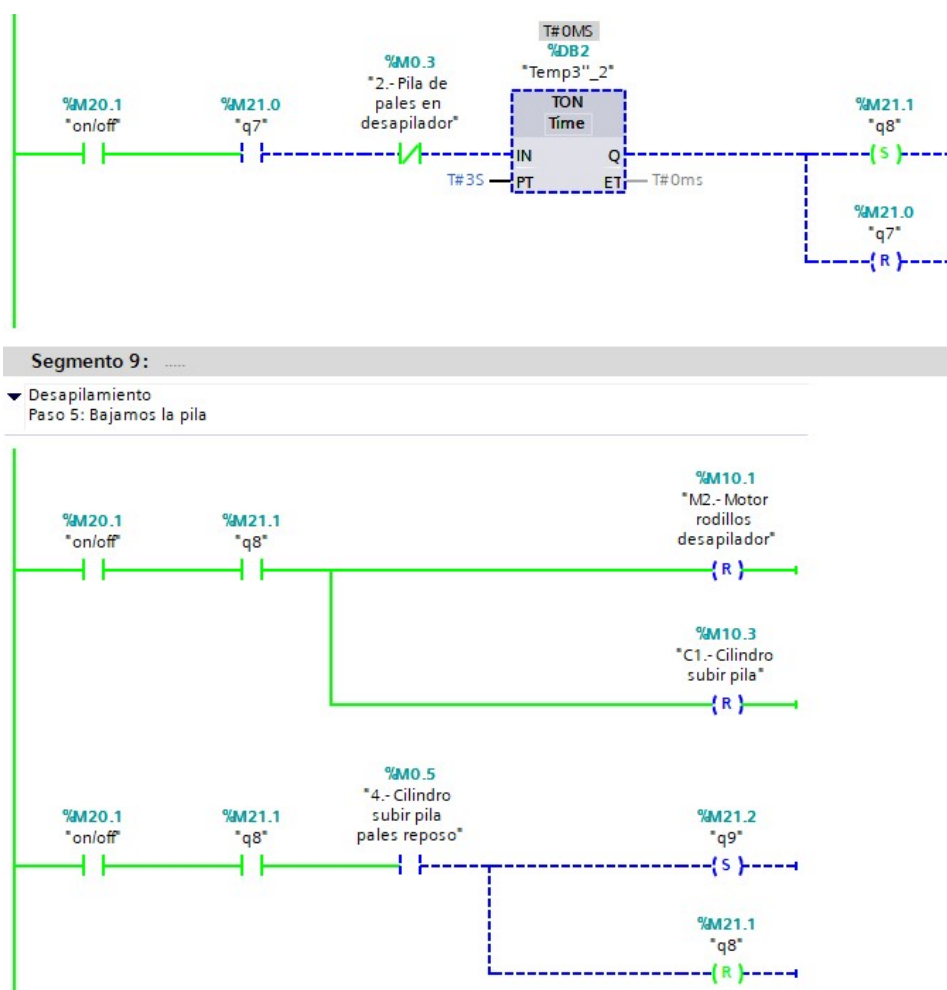 T#0MS
%DB2
"Temp3''_2"
%M0.3
"2.- Pila de
pales en
desapilador"
%M20.1
"on/off"
%M21.0
"q7"
TON
Time
%M21.1
"q8"
S
IN
Q
T#3S
PT
ET
T#0ms
%M21.0
"q7"
R
Segmento 9: .....
Desapilamiento
Paso 5: Bajamos la pila
%M10.1
"M2.- Motor
rodillos
desapilador"
%M20.1
"on/off"
%M21.1
"q8"
R
%M10.3
"C1.- Cilindro
subir pila"
R
%M0.5
"4.- Cilindro
subir pila
pales reposo"
%M20.1
"on/off"
%M21.1
"q8"
%M21.2
"q9"
S
%M21.1
"q8"
R